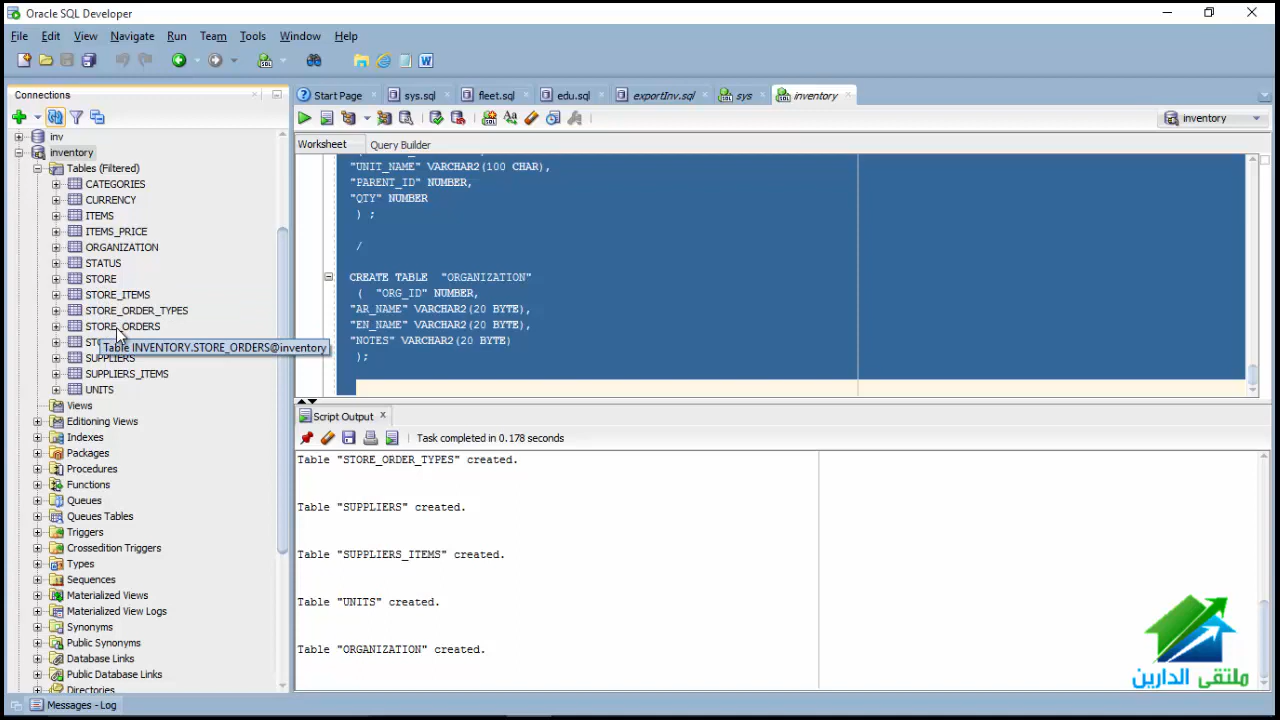 Oracle SQL Developer
File Edit View Navigate Run Team Tools Window Help
Connections
inv
inventory
Tables (Filtered)
CATEGORIES
CURRENCY
ITEMS
ITEMS_PRICE
ORGANIZATION
STATUS
STORE
STORE_ITEMS
STORE_ORDER_TYPES
STORE_ORDERS
Table INVENTORY.STORE_ORDERS@inventory
SUPPLIERS
SUPPLIERS_ITEMS
UNITS
Views
Editioning Views
Indexes
Packages
Procedures
Functions
Queues
Queues Tables
Triggers
Crossedition Triggers
Types
Sequences
Materialized Views
Materialized View Logs
Synonyms
Public Synonyms
Database Links
Public Database Links
Directories
Start Page sys.sql fleet.sql edu.sql exportInv.sql sys inventory
inventory
Worksheet Query Builder
"UNIT_NAME" VARCHAR2(100 CHAR),
"PARENT_ID" NUMBER,
"QTY" NUMBER
) ;
/
CREATE TABLE "ORGANIZATION"
( "ORG_ID" NUMBER,
"AR_NAME" VARCHAR2(20 BYTE),
"EN_NAME" VARCHAR2(20 BYTE),
"NOTES" VARCHAR2(20 BYTE)
);
Script Output
Task completed in 0.178 seconds
Table "STORE_ORDER_TYPES" created.
Table "SUPPLIERS" created.
Table "SUPPLIERS_ITEMS" created.
Table "UNITS" created.
Table "ORGANIZATION" created.
ملتقى الدارين
Messages - Log